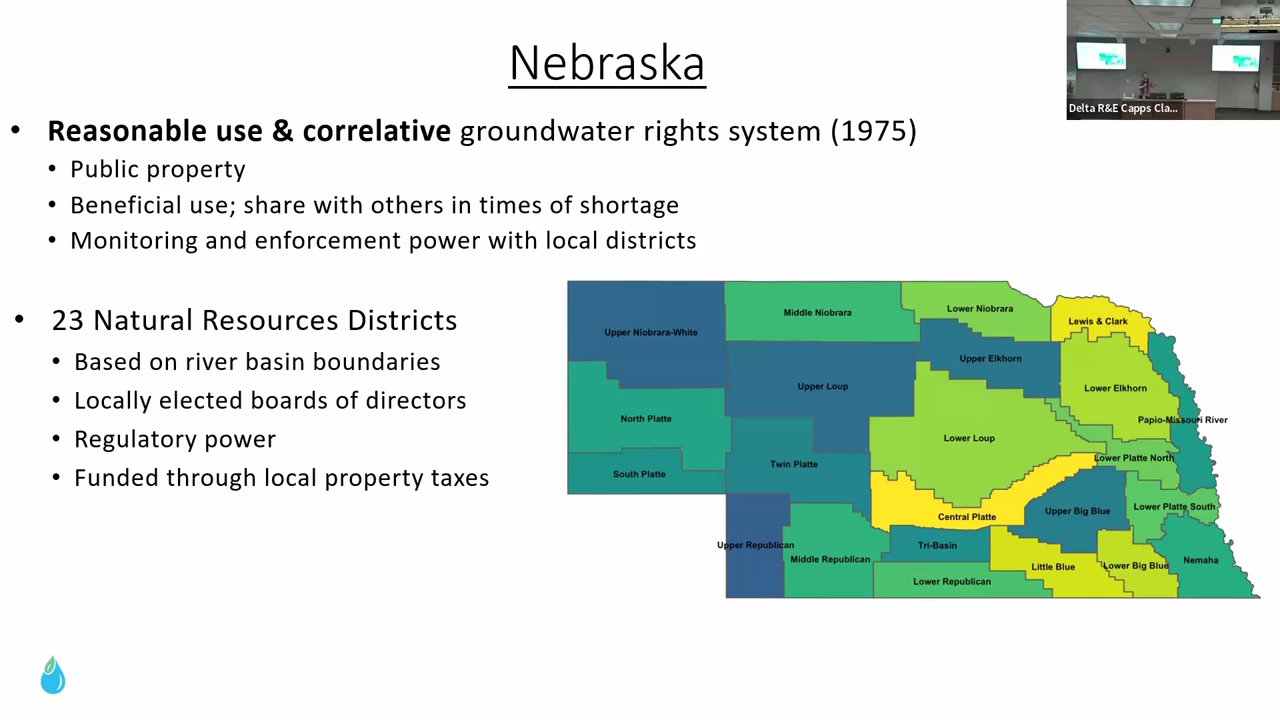 Nebraska
Delta R&E Capps Cla...
• Reasonable use & correlative groundwater rights system (1975)
• Public property
• Beneficial use; share with others in times of shortage
• Monitoring and enforcement power with local districts
• 23 Natural Resources Districts
• Based on river basin boundaries
• Locally elected boards of directors
• Regulatory power
• Funded through local property taxes
Upper Niobrara-White
Middle Niobrara
Lower Niobrara
Lewis & Clark
Upper Elkhorn
Upper Loup
Lower Elkhorn
North Platte
Papio-Missouri River
Lower Loup
Lower Platte North
Twin Platte
South Platte
Lower Platte South
Central Platte
Upper Big Blue
Upper Republican
Tri-Basin
Middle Republican
Nemaha
Little Blue
Lower Big Blue
Lower Republican